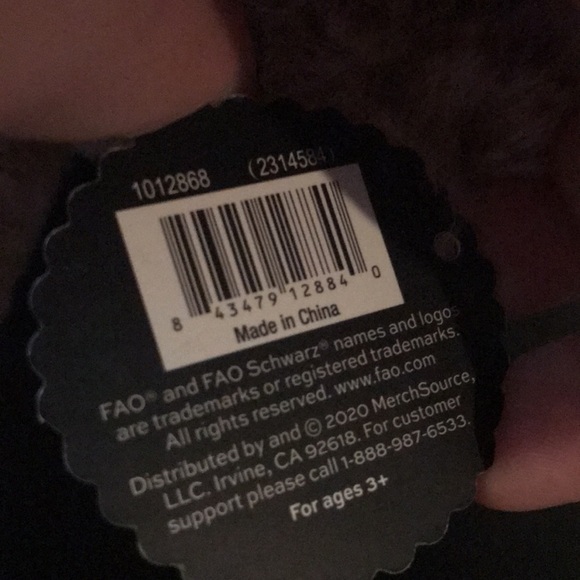 1012868 (2314584)
8 43479 12884 0
Made in China
FAO® and FAO Schwarz® names and logos
are trademarks or registered trademarks.
All rights reserved. www.fao.com
Distributed by and © 2020 MerchSource,
LLC. Irvine, CA 92618. For customer
support please call 1-888-987-6533.
For ages 3+